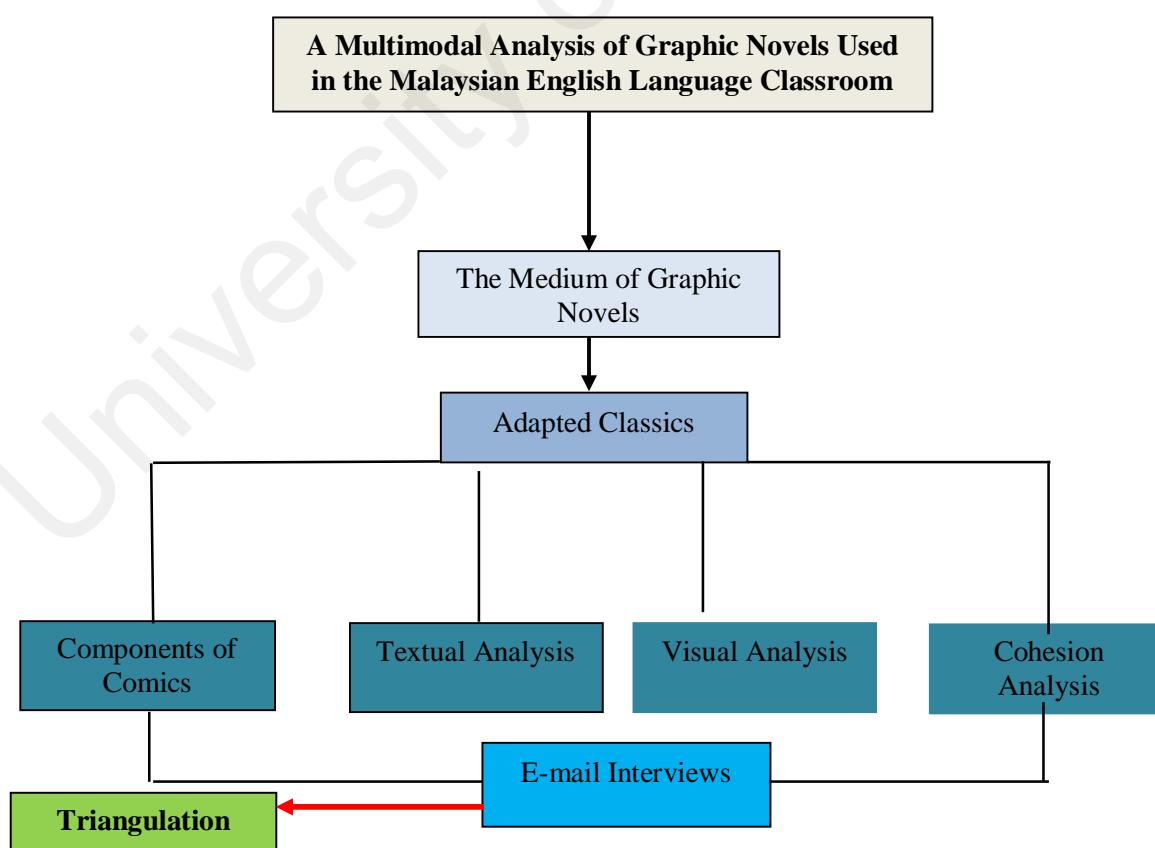 A Multimodal Analysis of Graphic Novels Used
in the Malaysian English Language Classroom
The Medium of Graphic
Novels
Adapted Classics
Components of
Comics
Textual Analysis
Visual Analysis
Cohesion
Analysis
E-mail Interviews
Triangulation
University o